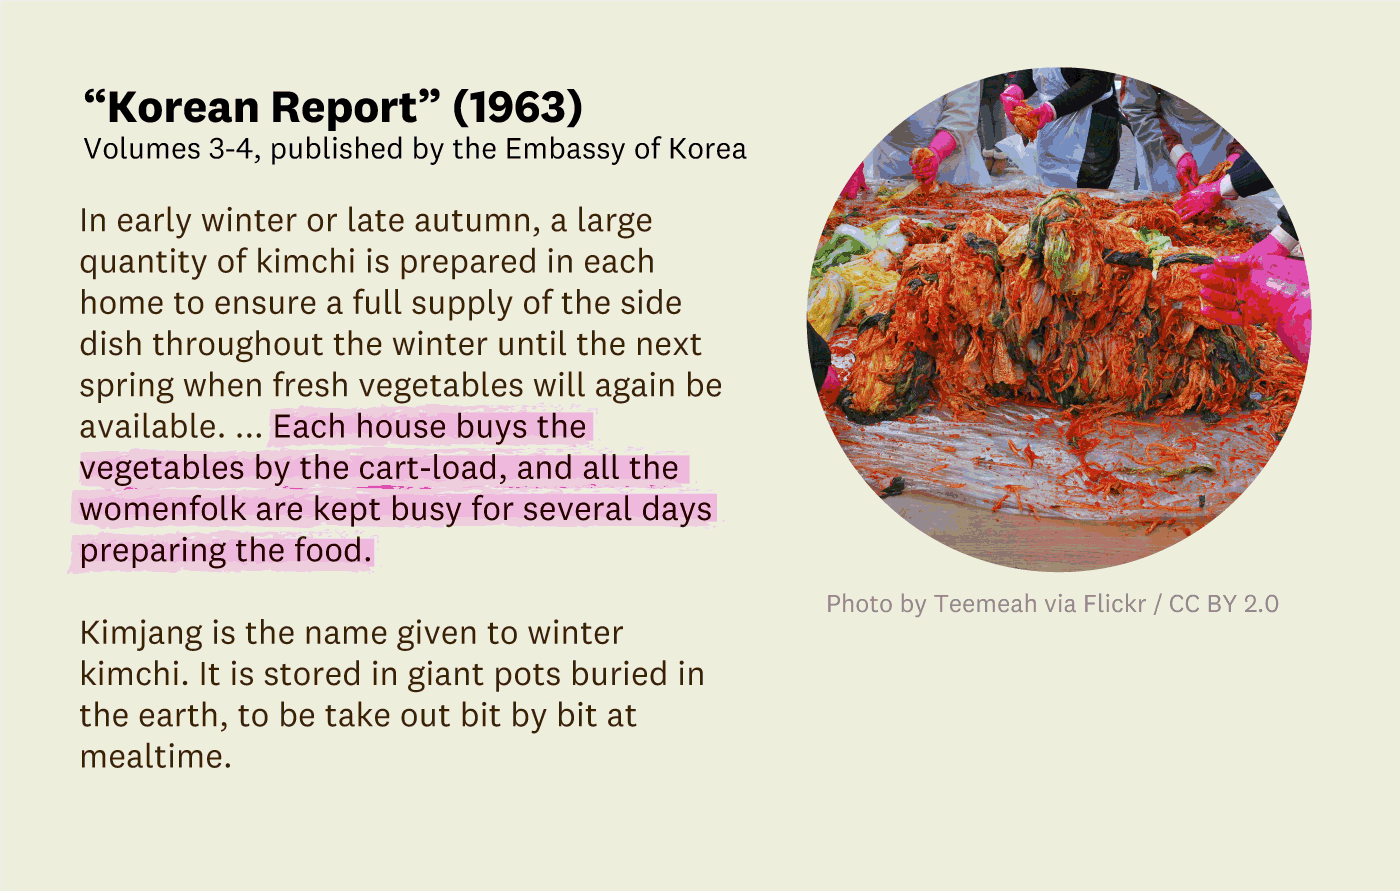 “Korean Report” (1963)
Volumes 3-4, published by the Embassy of Korea
In early winter or late autumn, a large
quantity of kimchi is prepared in each
home to ensure a full supply of the side
dish throughout the winter until the next
spring when fresh vegetables will again be
available. ... Each house buys the
vegetables by the cart-load, and all the
womenfolk are kept busy for several days
preparing the food.
Kimjang is the name given to winter
kimchi. It is stored in giant pots buried in
the earth, to be take out bit by bit at
mealtime.
Photo by Teemeah via Flickr / CC BY 2.0